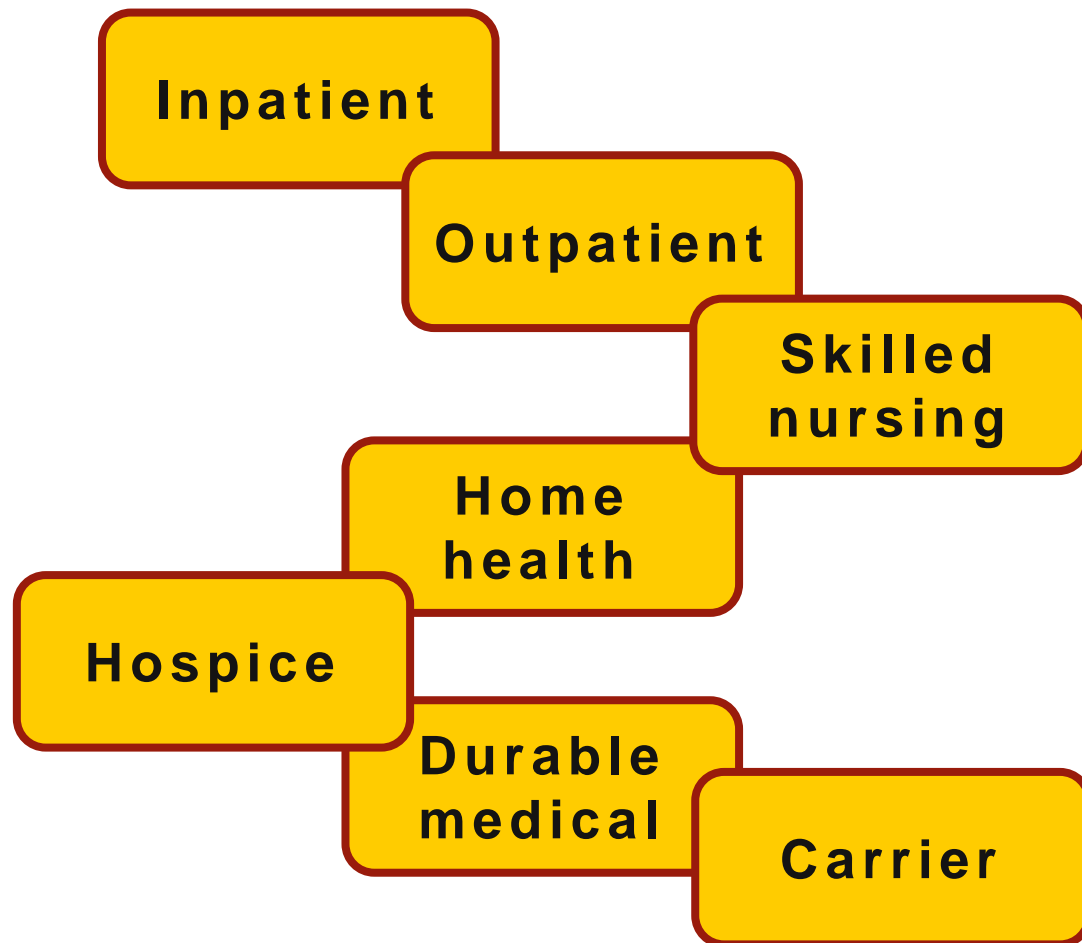 Inpatient
Outpatient
Skilled
nursing
Home
health
Hospice
Durable
medical
Carrier